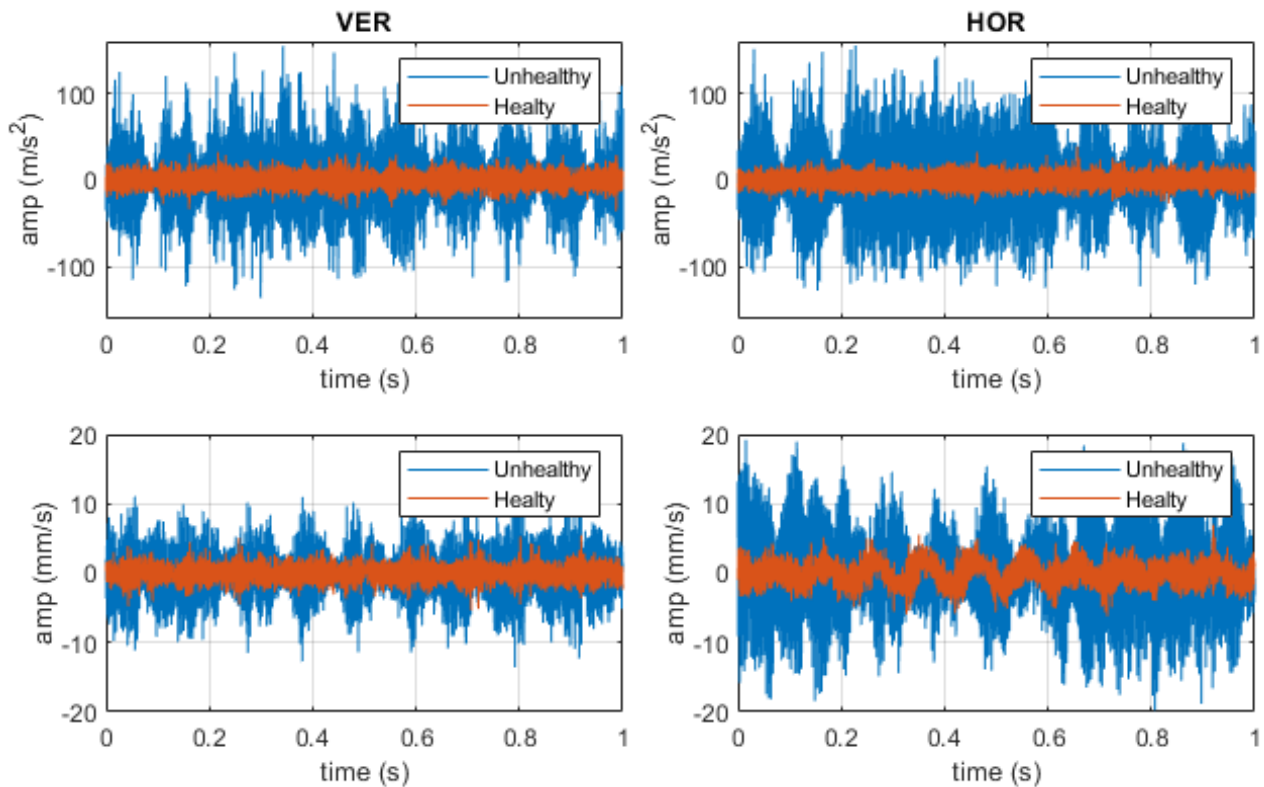 VER
HOR
Unhealthy
Healty
Unhealthy
Healty
amp (m/s²)
100
0
-100
0 0.2 0.4 0.6 0.8 1
time (s)
amp (m/s²)
100
0
-100
0 0.2 0.4 0.6 0.8 1
time (s)
Unhealthy
Healty
Unhealthy
Healty
amp (mm/s)
20
10
0
-10
-20
0 0.2 0.4 0.6 0.8 1
time (s)
amp (mm/s)
20
10
0
-10
-20
0 0.2 0.4 0.6 0.8 1
time (s)